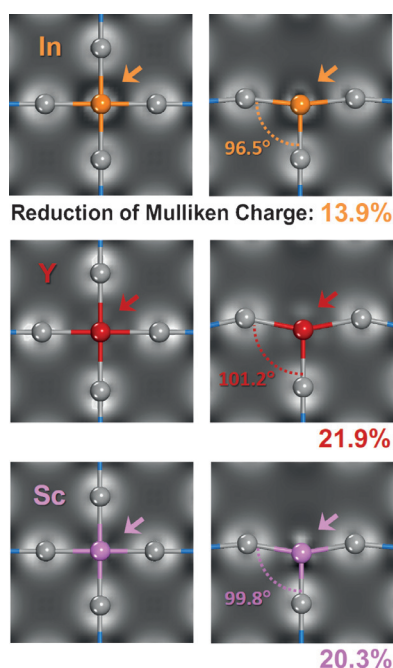 In
96.5°
Reduction of Mulliken Charge: 13.9%
Y
101.2°
21.9%
Sc
99.8°
20.3%